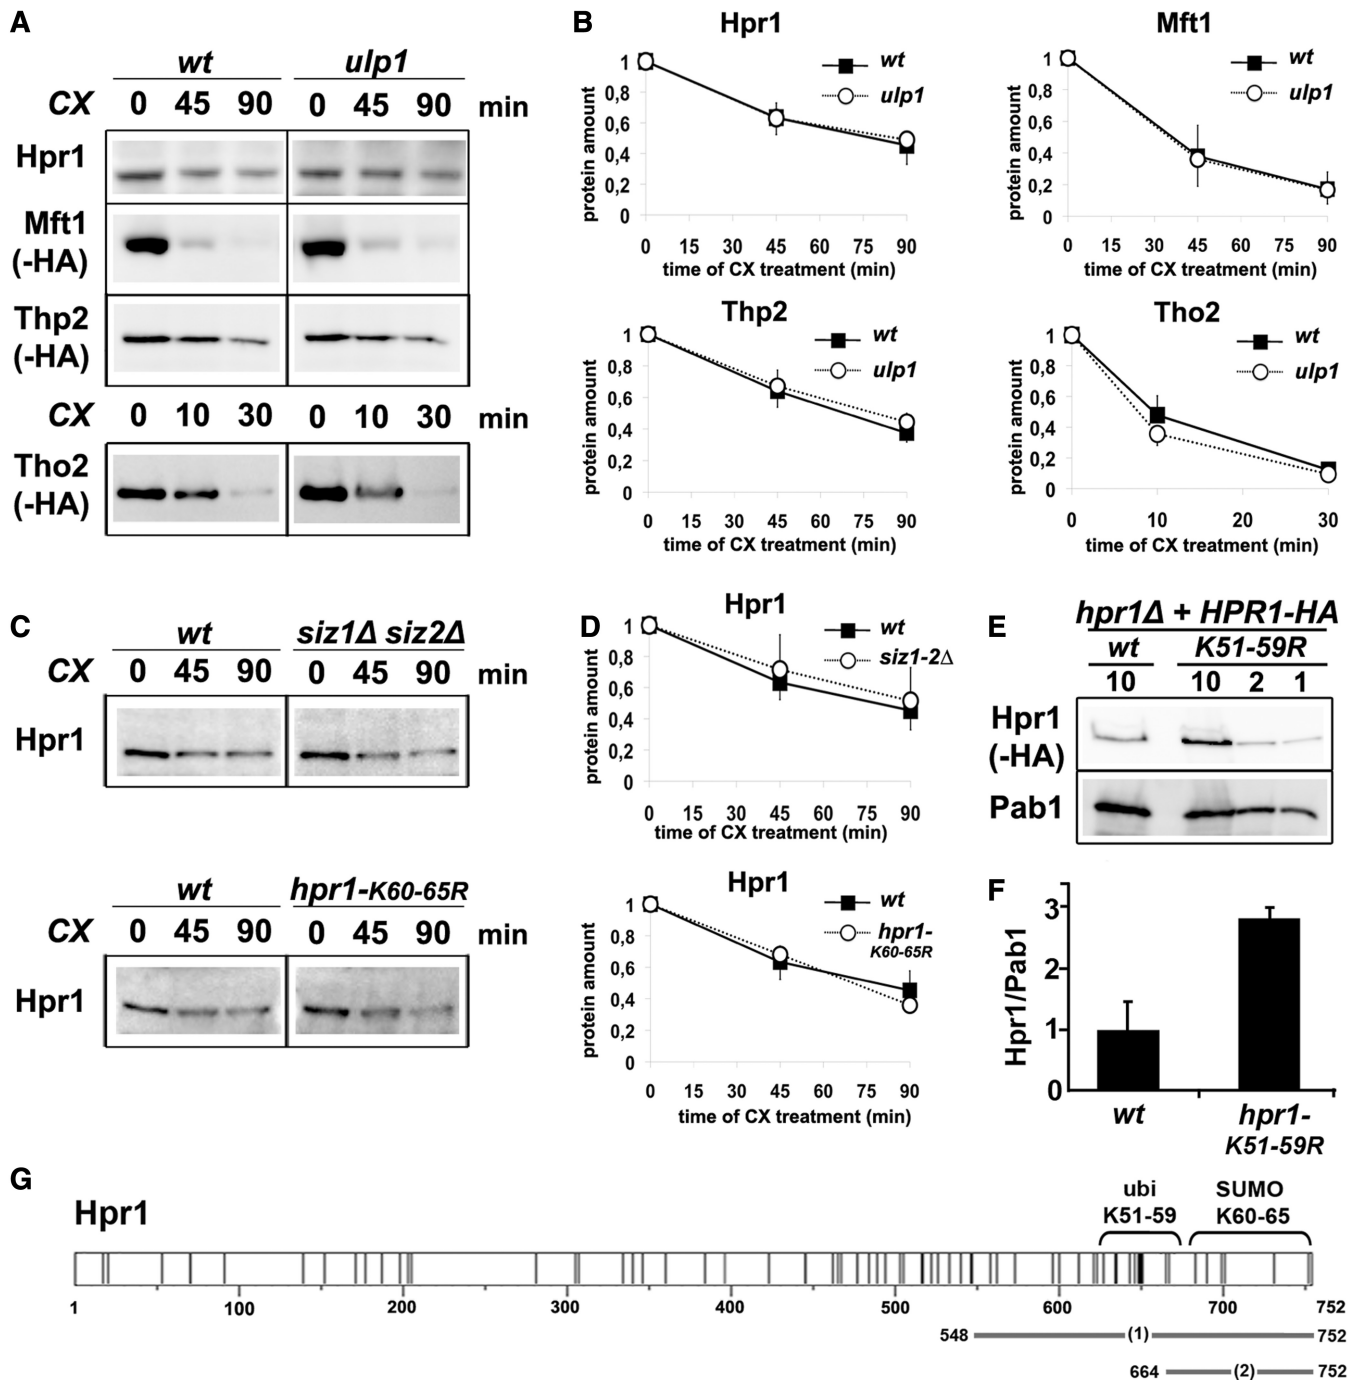 A
wt ulp1
CX 0 45 90 0 45 90 min
Hpr1
Mft1
(-HA)
Thp2
(-HA)
CX 0 10 30 0 10 30 min
Tho2
(-HA)
B
Hpr1
wt
ulp1
protein amount
1
0,8
0,6
0,4
0,2
0
0 15 30 45 60 75 90
time of CX treatment (min)
Mft1
wt
ulp1
protein amount
1
0,8
0,6
0,4
0,2
0
0 15 30 45 60 75 90
time of CX treatment (min)
Thp2
wt
ulp1
protein amount
1
0,8
0,6
0,4
0,2
0
0 15 30 45 60 75 90
time of CX treatment (min)
Tho2
wt
ulp1
protein amount
1
0,8
0,6
0,4
0,2
0
0 10 20 30
time of CX treatment (min)
C
wt siz1Δ siz2Δ
CX 0 45 90 0 45 90 min
Hpr1
wt hpr1-K60-65R
CX 0 45 90 0 45 90 min
Hpr1
D
Hpr1
wt
siz1-2Δ
protein amount
1
0,8
0,6
0,4
0,2
0
0 15 30 45 60 75 90
time of CX treatment (min)
Hpr1
wt
hpr1-
K60-65R
protein amount
1
0,8
0,6
0,4
0,2
0
0 15 30 45 60 75 90
time of CX treatment (min)
E
hpr1Δ + HPR1-HA
wt K51-59R
10 10 2 1
Hpr1
(-HA)
Pab1
F
Hpr1/Pab1
3
2
1
0
wt hpr1-
K51-59R
G
Hpr1
ubi SUMO
K51-59 K60-65
1 100 200 300 400 500 600 700 752
548 (1) 752
664 (2) 752